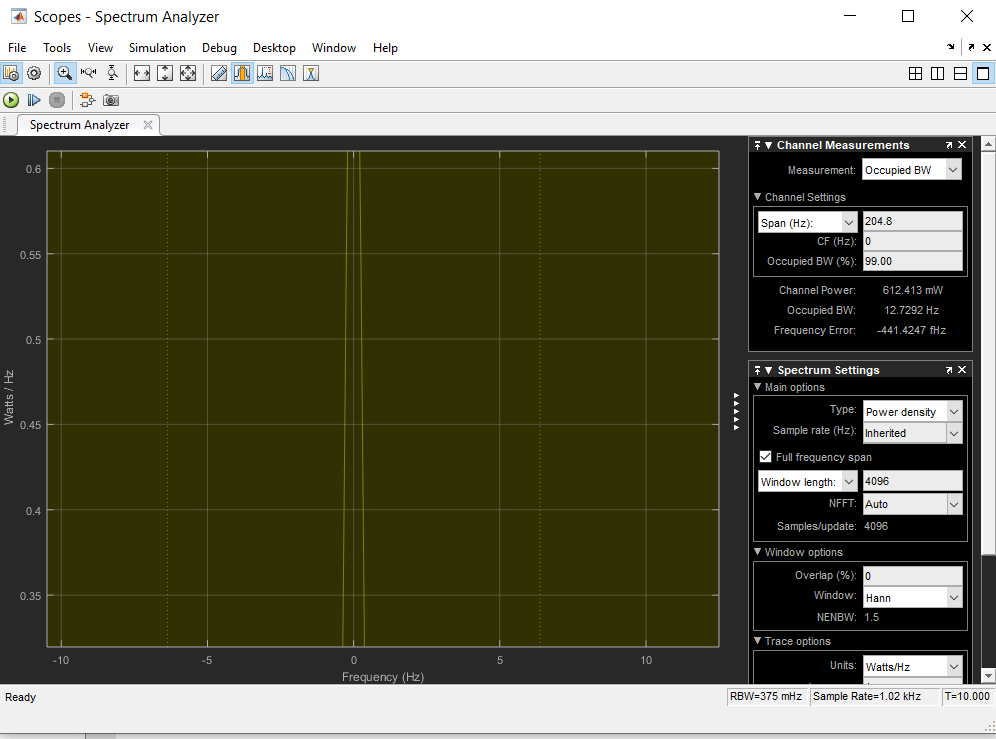 Scopes - Spectrum Analyzer
File Tools View Simulation Debug Desktop Window Help
Spectrum Analyzer
0.6
0.55
0.5
0.45
0.4
0.35
Watts / Hz
-10 -5 0 5 10
Frequency (Hz)
Channel Measurements
Measurement: Occupied BW
Channel Settings
Span (Hz): 204.8
CF (Hz): 0
Occupied BW (%): 99.00
Channel Power: 612.413 mW
Occupied BW: 12.7292 Hz
Frequency Error: -441.4247 fHz
Spectrum Settings
Main options
Type: Power density
Sample rate (Hz): Inherited
Full frequency span
Window length: 4096
NFFT: Auto
Samples/update: 4096
Window options
Overlap (%): 0
Window: Hann
NENBW: 1.5
Trace options
Units: Watts/Hz
Ready
RBW=375 mHz Sample Rate=1.02 kHz T=10.000